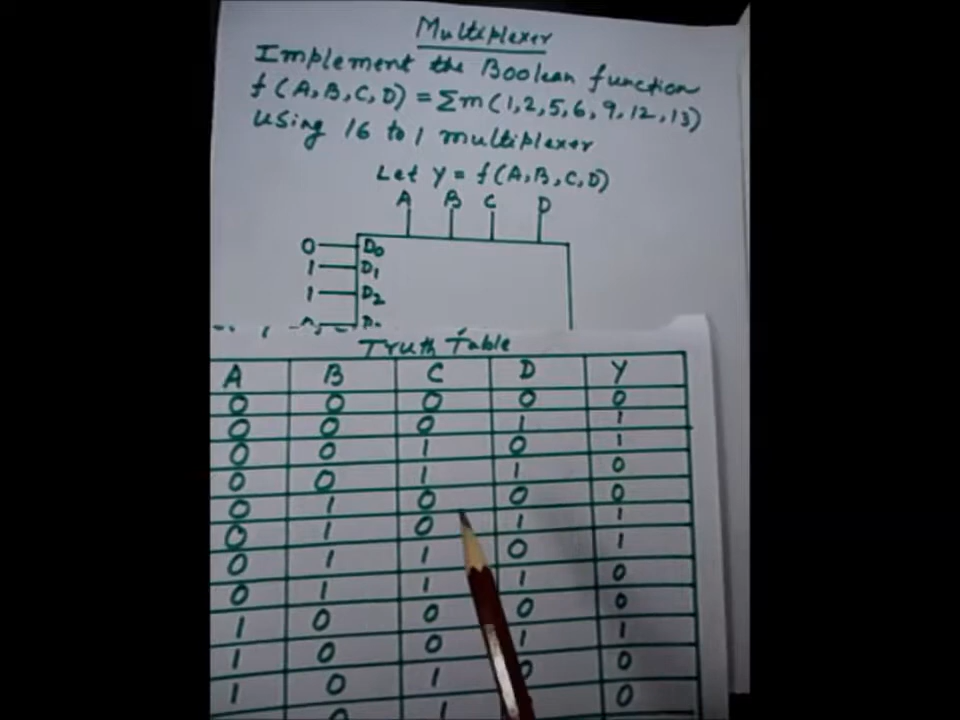 Multiplexer
Implement the Boolean function
f(A,B,C,D) = Σm(1,2,5,6,9,12,13)
using 16 to 1 multiplexer
Let Y = f(A,B,C,D)
A B C D
0 D0
1 D1
1 D2
Truth Table
A B C D Y
0 0 0 0 0
0 0 0 1 1
0 0 1 0 1
0 0 1 1 0
0 1 0 0 0
0 1 0 1 1
0 1 1 0 1
0 1 1 1 0
1 0 0 0 0
1 0 0 1 1
1 0 1 0 0
0 1 0